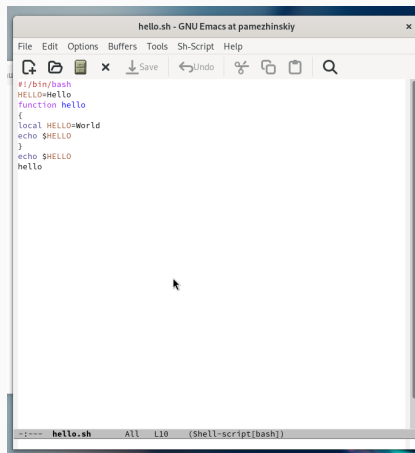 hello.sh - GNU Emacs at pamezhinskiy ×
File Edit Options Buffers Tools Sh-Script Help
Save Undo
#!/bin/bash
HELLO=Hello
function hello
{
local HELLO=World
echo $HELLO
}
echo $HELLO
hello
-:--- hello.sh All L10 (Shell-script[bash])